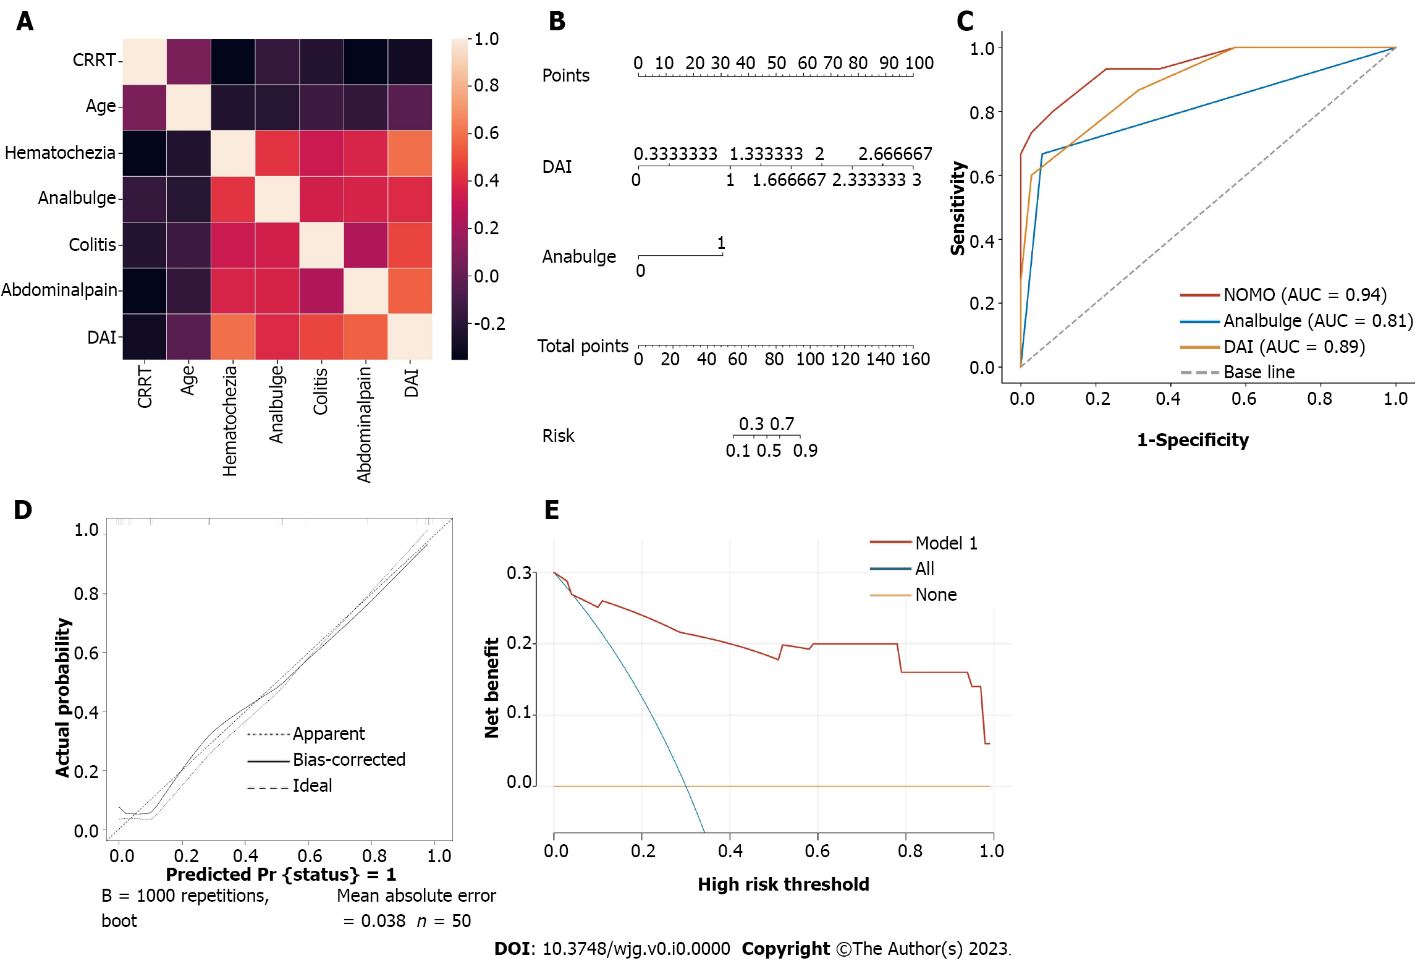 A
CRRT
Age
Hematochezia
Analbulge
Colitis
Abdominalpain
DAI
CRRT
Age
Hematochezia
Analbulge
Colitis
Abdominalpain
DAI
1.0
0.8
0.6
0.4
0.2
0.0
-0.2
B
Points
0 10 20 30 40 50 60 70 80 90 100
DAI
0.3333333 1.333333 2 2.666667
0 1 1.666667 2.333333 3
Anabulge
1
0
Total points
0 20 40 60 80 100 120 140 160
Risk
0.3 0.7
0.1 0.5 0.9
C
Sensitivity
1.0
0.8
0.6
0.4
0.2
0.0
NOMO (AUC = 0.94)
Analbulge (AUC = 0.81)
DAI (AUC = 0.89)
Base line
0.0 0.2 0.4 0.6 0.8 1.0
1-Specificity
D
Actual probability
1.0
0.8
0.6
0.4
0.2
0.0
Apparent
Bias-corrected
Ideal
0.0 0.2 0.4 0.6 0.8 1.0
Predicted Pr {status} = 1
B = 1000 repetitions,
boot
Mean absolute error
= 0.038 n = 50
E
Net benefit
0.3
0.2
0.1
0.0
Model 1
All
None
0.0 0.2 0.4 0.6 0.8 1.0
High risk threshold
DOI: 10.3748/wjg.v0.i0.0000 Copyright ©The Author(s) 2023.